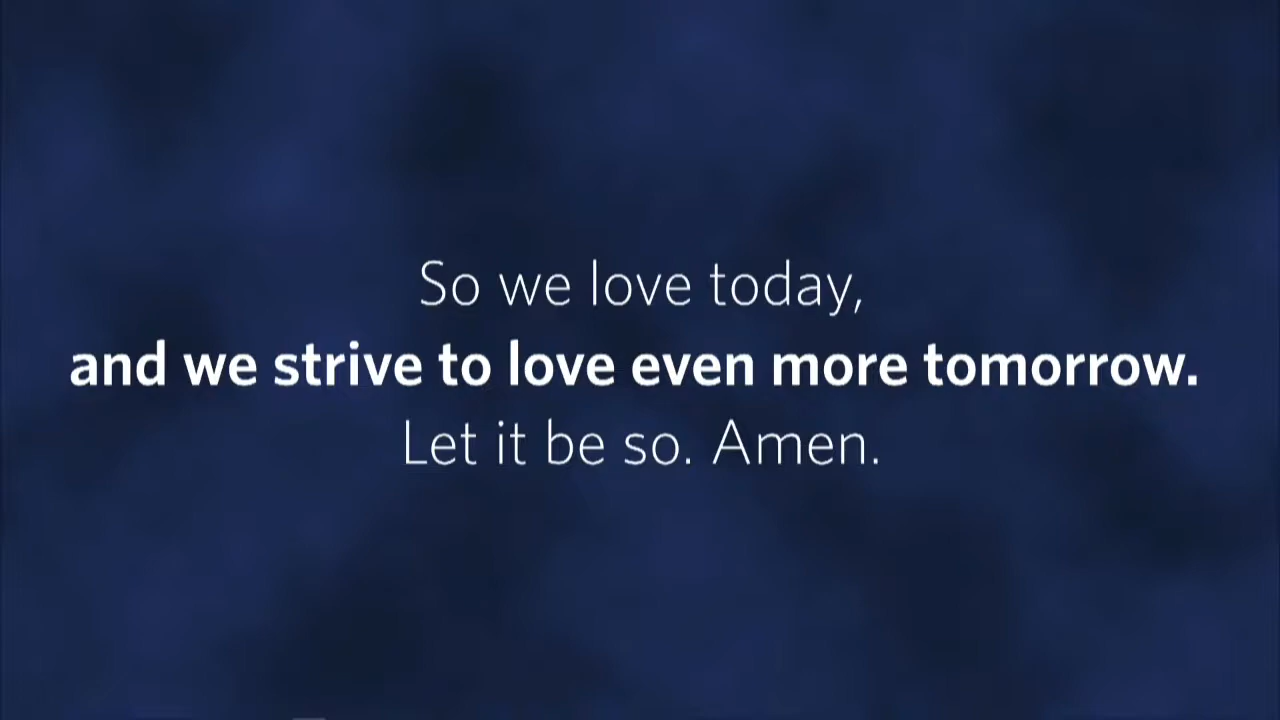 So we love today,
and we strive to love even more tomorrow.
Let it be so. Amen.